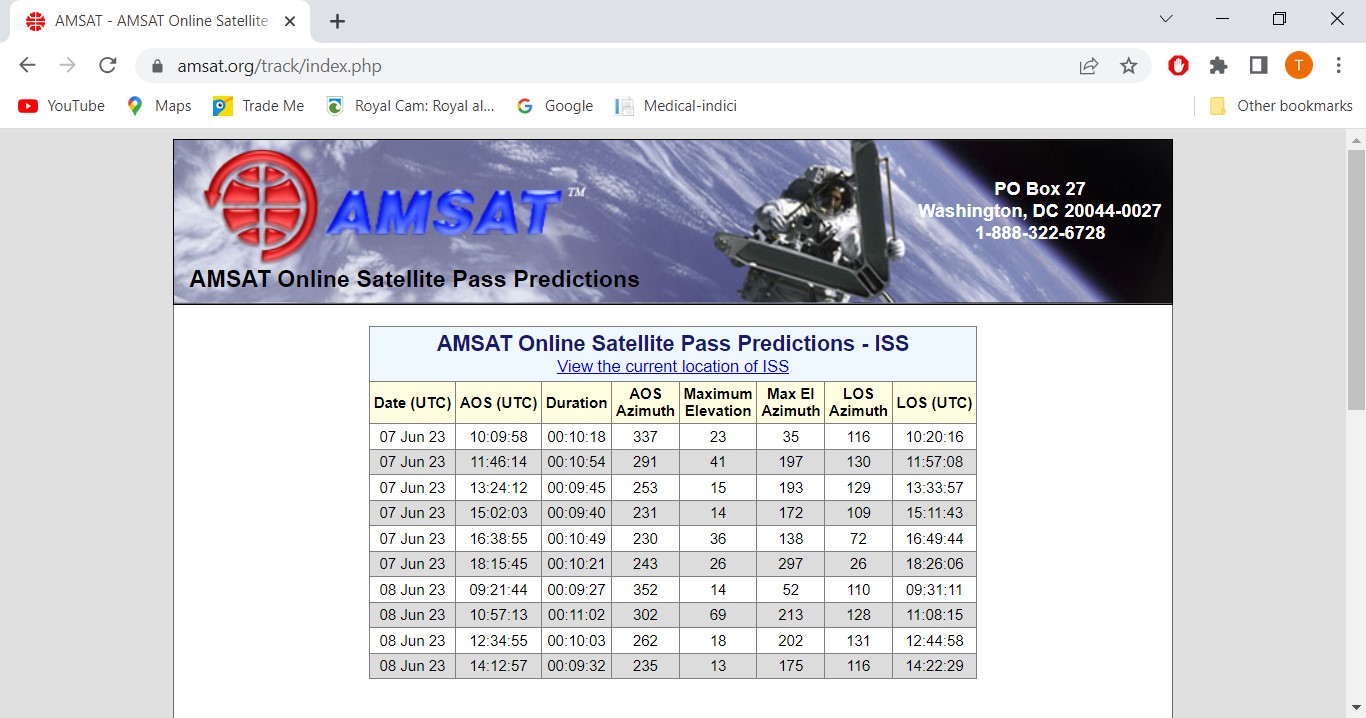 AMSAT - AMSAT Online Satellite
amsat.org/track/index.php
T
YouTube Maps Trade Me Royal Cam: Royal al... Google Medical-indici Other bookmarks
AMSAT™
PO Box 27
Washington, DC 20044-0027
1-888-322-6728
AMSAT Online Satellite Pass Predictions
AMSAT Online Satellite Pass Predictions - ISS
View the current location of ISS
Date (UTC) AOS (UTC) Duration AOS Azimuth Maximum Elevation Max El Azimuth LOS Azimuth LOS (UTC)
07 Jun 23 10:09:58 00:10:18 337 23 35 116 10:20:16
07 Jun 23 11:46:14 00:10:54 291 41 197 130 11:57:08
07 Jun 23 13:24:12 00:09:45 253 15 193 129 13:33:57
07 Jun 23 15:02:03 00:09:40 231 14 172 109 15:11:43
07 Jun 23 16:38:55 00:10:49 230 36 138 72 16:49:44
07 Jun 23 18:15:45 00:10:21 243 26 297 26 18:26:06
08 Jun 23 09:21:44 00:09:27 352 14 52 110 09:31:11
08 Jun 23 10:57:13 00:11:02 302 69 213 128 11:08:15
08 Jun 23 12:34:55 00:10:03 262 18 202 131 12:44:58
08 Jun 23 14:12:57 00:09:32 235 13 175 116 14:22:29